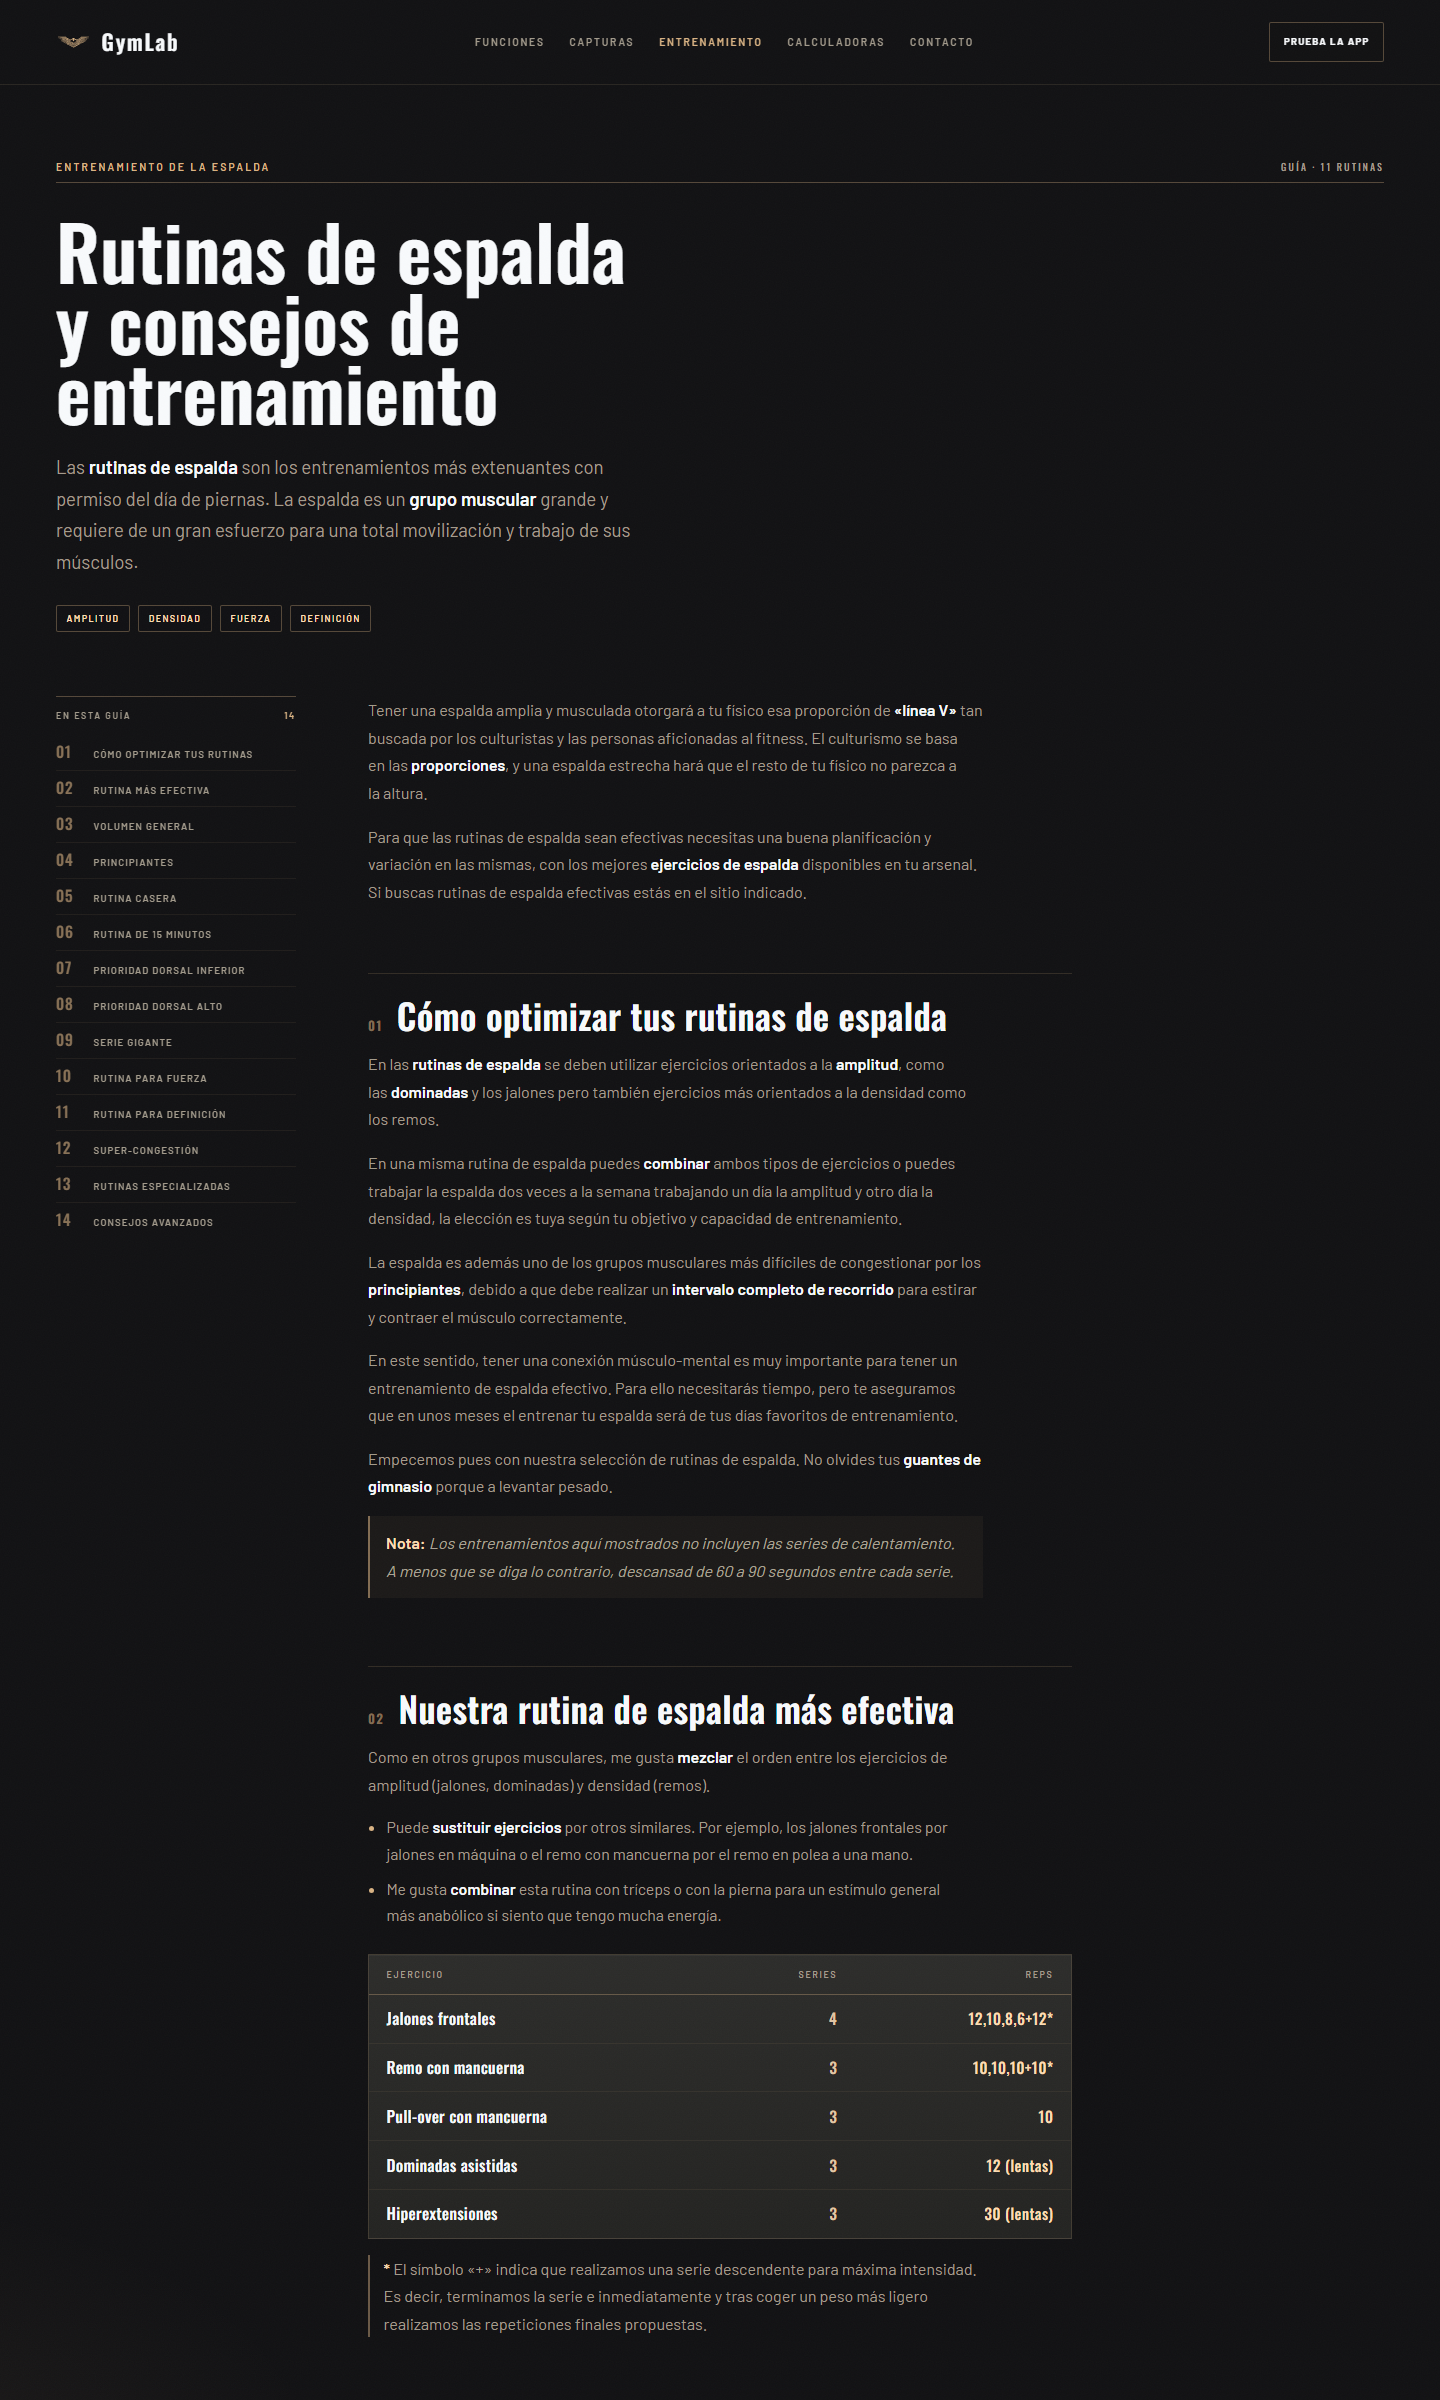 GymLab
FUNCIONES
CAPTURAS
ENTRENAMIENTO
CALCULADORAS
CONTACTO
PRUEBA LA APP
ENTRENAMIENTO DE LA ESPALDA
GUÍA · 11 RUTINAS
Rutinas de espalda
y consejos de
entrenamiento
Las rutinas de espalda son los entrenamientos más extenuantes con
permiso del día de piernas. La espalda es un grupo muscular grande y
requiere de un gran esfuerzo para una total movilización y trabajo de sus
músculos.
AMPLITUD
DENSIDAD
FUERZA
DEFINICIÓN
EN ESTA GUÍA 14
01 CÓMO OPTIMIZAR TUS RUTINAS
02 RUTINA MÁS EFECTIVA
03 VOLUMEN GENERAL
04 PRINCIPIANTES
05 RUTINA CASERA
06 RUTINA DE 15 MINUTOS
07 PRIORIDAD DORSAL INFERIOR
08 PRIORIDAD DORSAL ALTO
09 SERIE GIGANTE
10 RUTINA PARA FUERZA
11 RUTINA PARA DEFINICIÓN
12 SUPER-CONGESTIÓN
13 RUTINAS ESPECIALIZADAS
14 CONSEJOS AVANZADOS
Tener una espalda amplia y musculada otorgará a tu físico esa proporción de «línea V» tan
buscada por los culturistas y las personas aficionadas al fitness. El culturismo se basa
en las proporciones, y una espalda estrecha hará que el resto de tu físico no parezca a
la altura.
Para que las rutinas de espalda sean efectivas necesitas una buena planificación y
variación en las mismas, con los mejores ejercicios de espalda disponibles en tu arsenal.
Si buscas rutinas de espalda efectivas estás en el sitio indicado.
01 Cómo optimizar tus rutinas de espalda
En las rutinas de espalda se deben utilizar ejercicios orientados a la amplitud, como
las dominadas y los jalones pero también ejercicios más orientados a la densidad como
los remos.
En una misma rutina de espalda puedes combinar ambos tipos de ejercicios o puedes
trabajar la espalda dos veces a la semana trabajando un día la amplitud y otro día la
densidad, la elección es tuya según tu objetivo y capacidad de entrenamiento.
La espalda es además uno de los grupos musculares más difíciles de congestionar por los
principiantes, debido a que debe realizar un intervalo completo de recorrido para estirar
y contraer el músculo correctamente.
En este sentido, tener una conexión músculo-mental es muy importante para tener un
entrenamiento de espalda efectivo. Para ello necesitarás tiempo, pero te aseguramos
que en unos meses el entrenar tu espalda será de tus días favoritos de entrenamiento.
Empecemos pues con nuestra selección de rutinas de espalda. No olvides tus guantes de
gimnasio porque a levantar pesado.
Nota: Los entrenamientos aquí mostrados no incluyen las series de calentamiento.
A menos que se diga lo contrario, descansad de 60 a 90 segundos entre cada serie.
02 Nuestra rutina de espalda más efectiva
Como en otros grupos musculares, me gusta mezclar el orden entre los ejercicios de
amplitud (jalones, dominadas) y densidad (remos).
• Puede sustituir ejercicios por otros similares. Por ejemplo, los jalones frontales por
jalones en máquina o el remo con mancuerna por el remo en polea a una mano.
• Me gusta combinar esta rutina con tríceps o con la pierna para un estímulo general
más anabólico si siento que tengo mucha energía.
EJERCICIO SERIES REPS
Jalones frontales 4 12,10,8,6+12*
Remo con mancuerna 3 10,10,10+10*
Pull-over con mancuerna 3 10
Dominadas asistidas 3 12 (lentas)
Hiperextensiones 3 30 (lentas)
* El símbolo «+» indica que realizamos una serie descendente para máxima intensidad.
Es decir, terminamos la serie e inmediatamente y tras coger un peso más ligero
realizamos las repeticiones finales propuestas.